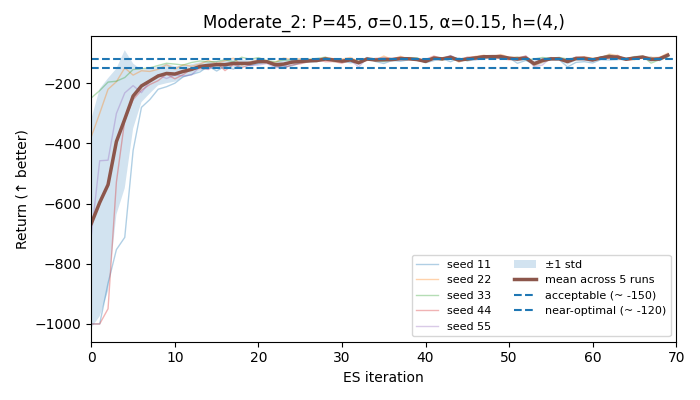 Moderate_2: P=45, σ=0.15, α=0.15, h=(4,)
Return (↑ better)
−200
−400
−600
−800
−1000
0 10 20 30 40 50 60 70
ES iteration
seed 11
seed 22
seed 33
seed 44
seed 55
±1 std
mean across 5 runs
acceptable (~ -150)
near-optimal (~ -120)